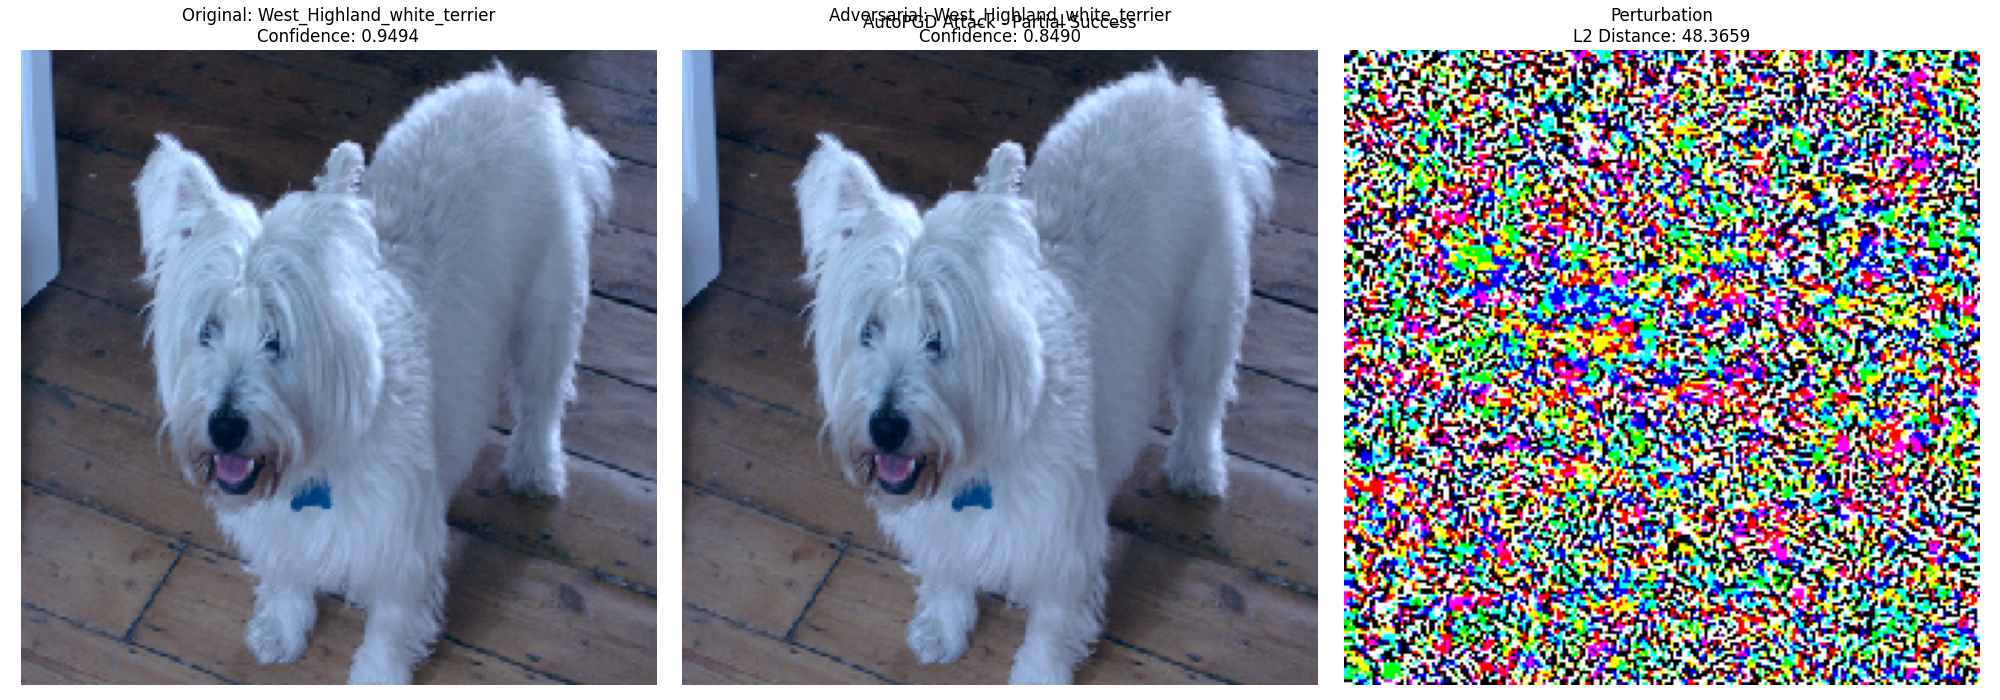 Original: West_Highland_white_terrier
Confidence: 0.9494
Adversarial: West_Highland_white_terrier
AutoPGD Attack - Partial Success
Confidence: 0.8490
Perturbation
L2 Distance: 48.3659